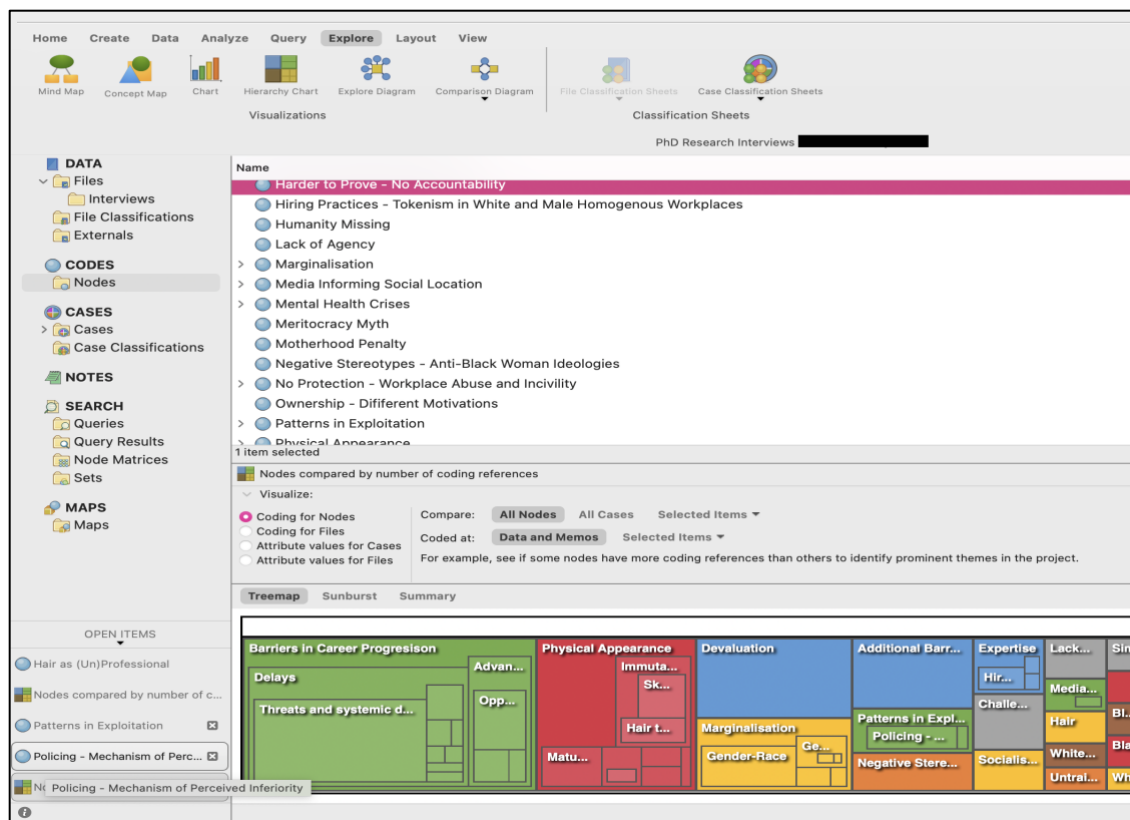 Home Create Data Analyze Query Explore Layout View
Mind Map Concept Map Chart Hierarchy Chart Explore Diagram Comparison Diagram File Classification Sheets Case Classification Sheets
Visualizations Classification Sheets
PhD Research Interviews
DATA
Files
Interviews
File Classifications
Externals
CODES
Nodes
CASES
Cases
Case Classifications
NOTES
SEARCH
Queries
Query Results
Node Matrices
Sets
MAPS
Maps
OPEN ITEMS
Hair as (Un)Professional
Nodes compared by number of c...
Patterns in Exploitation
Policing - Mechanism of Perc...
No
Policing - Mechanism of Perceived Inferiority
Name
Harder to Prove - No Accountability
Hiring Practices - Tokenism in White and Male Homogenous Workplaces
Humanity Missing
Lack of Agency
Marginalisation
Media Informing Social Location
Mental Health Crises
Meritocracy Myth
Motherhood Penalty
Negative Stereotypes - Anti-Black Woman Ideologies
No Protection - Workplace Abuse and Incivility
Ownership - Dififerent Motivations
Patterns in Exploitation
Physical Appearance
1 item selected
Nodes compared by number of coding references
Visualize:
Coding for Nodes
Coding for Files
Attribute values for Cases
Attribute values for Files
Compare: All Nodes All Cases Selected Items
Coded at: Data and Memos Selected Items
For example, see if some nodes have more coding references than others to identify prominent themes in the project.
Treemap Sunburst Summary
Barriers in Career Progresison
Delays
Threats and systemic d...
Advan...
Opp...
Physical Appearance
Immuta...
Sk...
Hair t...
Matu...
Devaluation
Marginalisation
Gender-Race
Ge...
Additional Barr...
Patterns in Expl...
Policing - ...
Negative Stere...
Expertise
Hir...
Challe...
Socialis...
Lack...
Media...
Hair
White...
Untrai...
Sin
Bl...
Bla
Wh